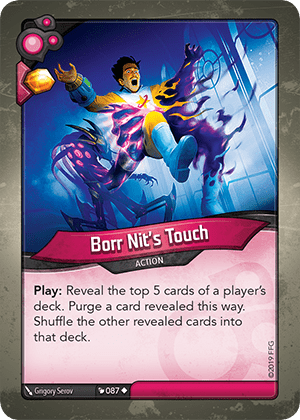 Borr Nit's Touch
ACTION
Play: Reveal the top 5 cards of a player's
deck. Purge a card revealed this way.
Shuffle the other revealed cards into
that deck.
©2019 FFG
Grigory Serov
087